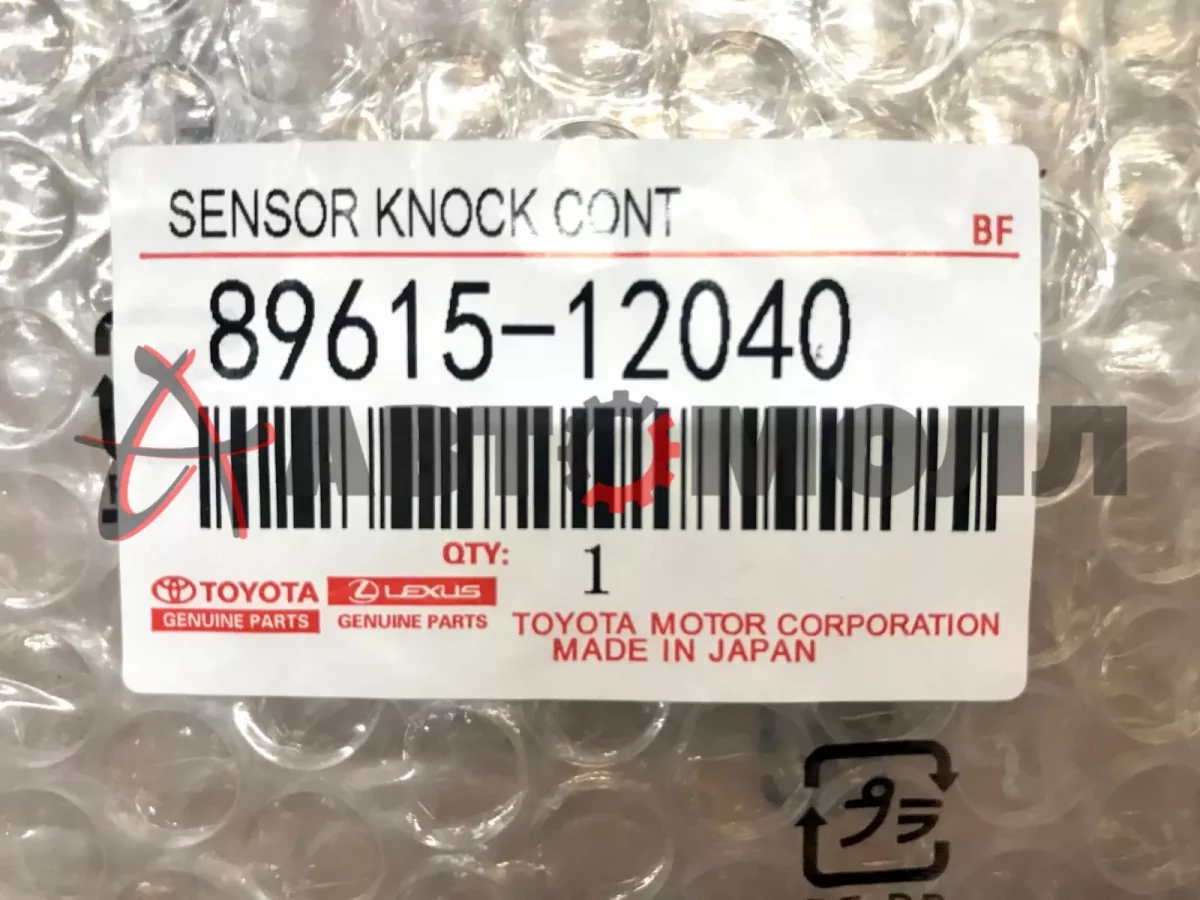 SENSOR KNOCK CONT
BF
89615-12040
АВТОМОЛЛ
QTY: 1
TOYOTA LEXUS
GENUINE PARTS GENUINE PARTS
TOYOTA MOTOR CORPORATION
MADE IN JAPAN
プラ